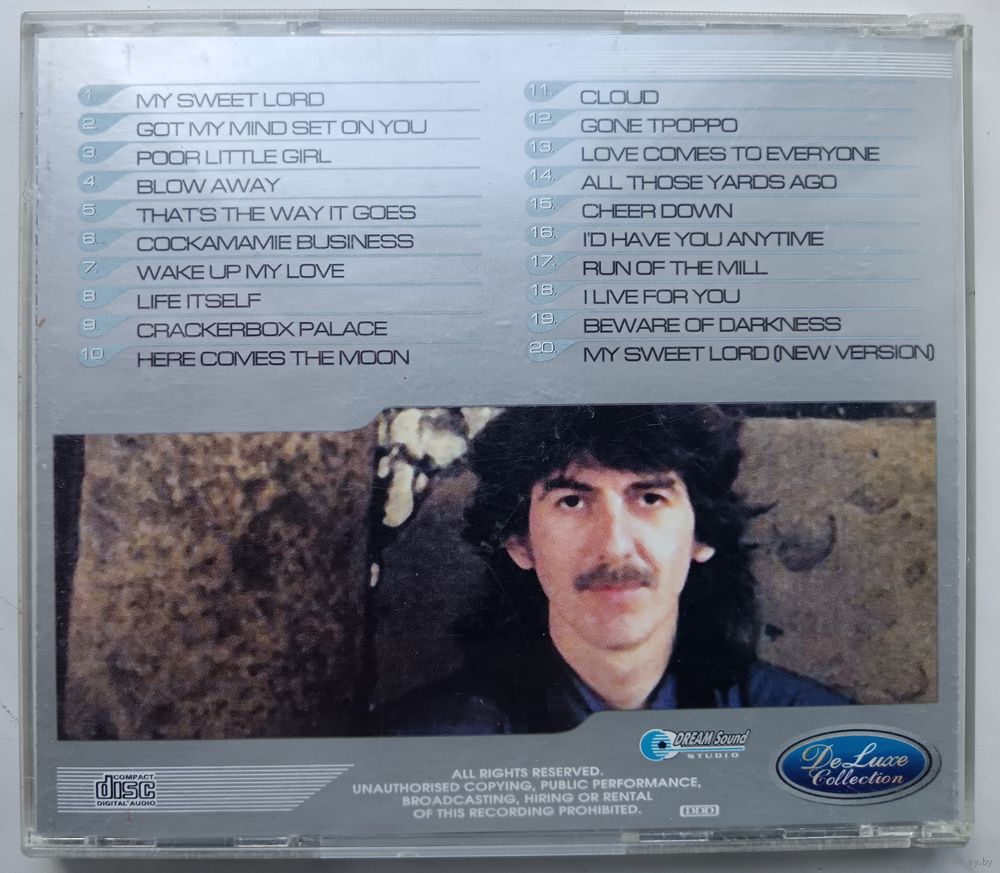 1. MY SWEET LORD
2. GOT MY MIND SET ON YOU
3. POOR LITTLE GIRL
4. BLOW AWAY
5. THAT'S THE WAY IT GOES
6. COCKAMAMIE BUSINESS
7. WAKE UP MY LOVE
8. LIFE ITSELF
9. CRACKERBOX PALACE
10. HERE COMES THE MOON
11. CLOUD
12. GONE TPOPPO
13. LOVE COMES TO EVERYONE
14. ALL THOSE YARDS AGO
15. CHEER DOWN
16. I'D HAVE YOU ANYTIME
17. RUN OF THE MILL
18. I LIVE FOR YOU
19. BEWARE OF DARKNESS
20. MY SWEET LORD (NEW VERSION)
DREAM Sound
STUDIO
De Luxe
Collection
COMPACT
disc
DIGITAL AUDIO
ALL RIGHTS RESERVED.
UNAUTHORISED COPYING, PUBLIC PERFORMANCE,
BROADCASTING, HIRING OR RENTAL
OF THIS RECORDING PROHIBITED.
DDD